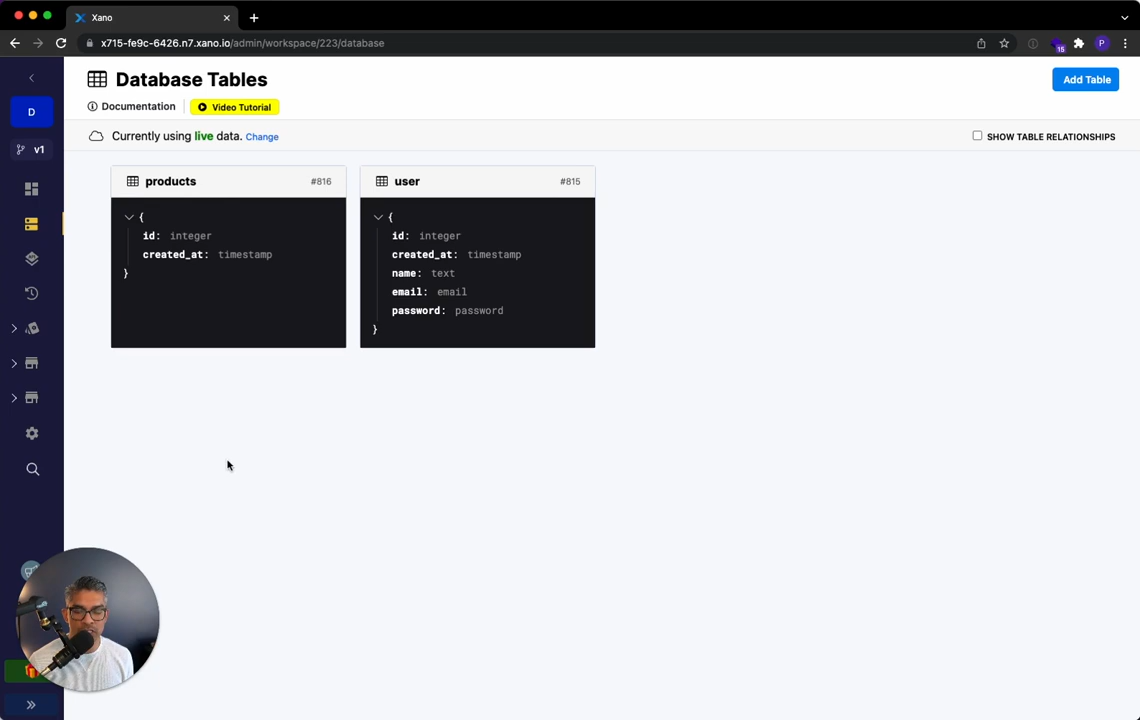 Xano
x715-fe9c-6426.n7.xano.io/admin/workspace/223/database
15
P
D
v1
Database Tables
Add Table
Documentation
Video Tutorial
Currently using live data. Change
SHOW TABLE RELATIONSHIPS
products #816
{
id: integer
created_at: timestamp
}
user #815
{
id: integer
created_at: timestamp
name: text
email: email
password: password
}